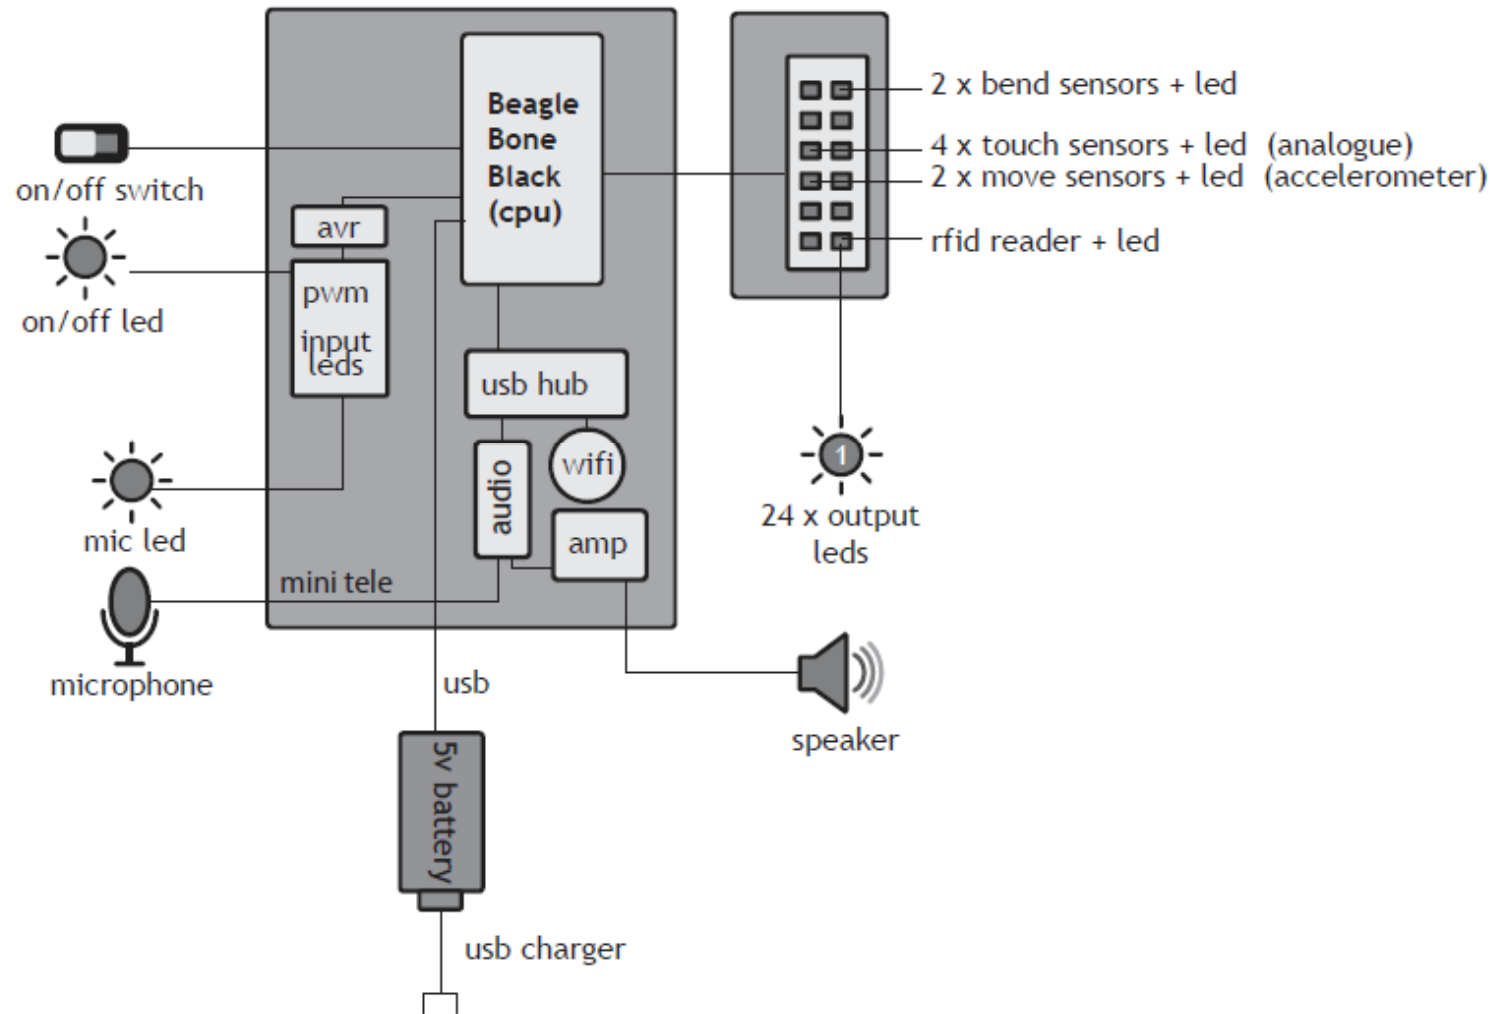 Beagle
Bone
Black
(cpu)
2 x bend sensors + led
4 x touch sensors + led (analogue)
2 x move sensors + led (accelerometer)
rfid reader + led
on/off switch
avr
on/off led
pwm
input
leds
usb hub
audio
wifi
amp
1
24 x output
leds
mic led
mini tele
microphone
usb
speaker
5v battery
usb charger